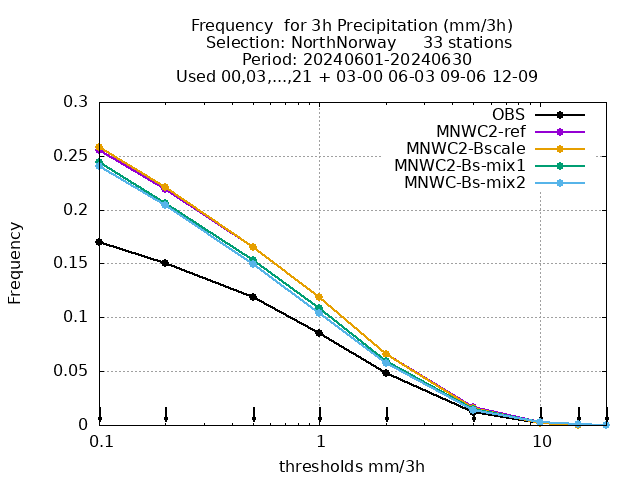 Frequency  for 3h Precipitation (mm/3h)
Selection: NorthNorway     33 stations
Period: 20240601-20240630
Used 00,03,...,21 + 03-00 06-03 09-06 12-09
0.3
OBS
MNWC2-ref
MNWC2-Bscale
MNWC2-Bs-mix1
MNWC-Bs-mix2
0.25
0.2
0.15
0.1
0.05
0
Frequency
0.1 1 10
thresholds mm/3h